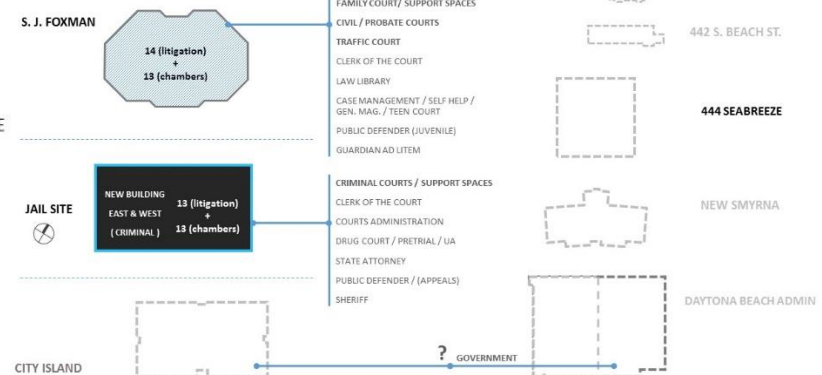 FAMILY COURT/ SUPPORT SPACES
S. J. FOXMAN
14 (litigation)
+
13 (chambers)
CIVIL / PROBATE COURTS
TRAFFIC COURT
CLERK OF THE COURT
LAW LIBRARY
CASE MANAGEMENT / SELF HELP /
GEN. MAG. / TEEN COURT
PUBLIC DEFENDER (JUVENILE)
GUARDIAN AD LITEM
442 S. BEACH ST.
444 SEABREEZE
E
JAIL SITE
NEW BUILDING
EAST & WEST
( CRIMINAL )
13 (litigation)
+
13 (chambers)
CRIMINAL COURTS / SUPPORT SPACES
CLERK OF THE COURT
COURTS ADMINISTRATION
DRUG COURT / PRETRIAL / UA
STATE ATTORNEY
PUBLIC DEFENDER / (APPEALS)
SHERIFF
NEW SMYRNA
DAYTONA BEACH ADMIN
CITY ISLAND
? GOVERNMENT